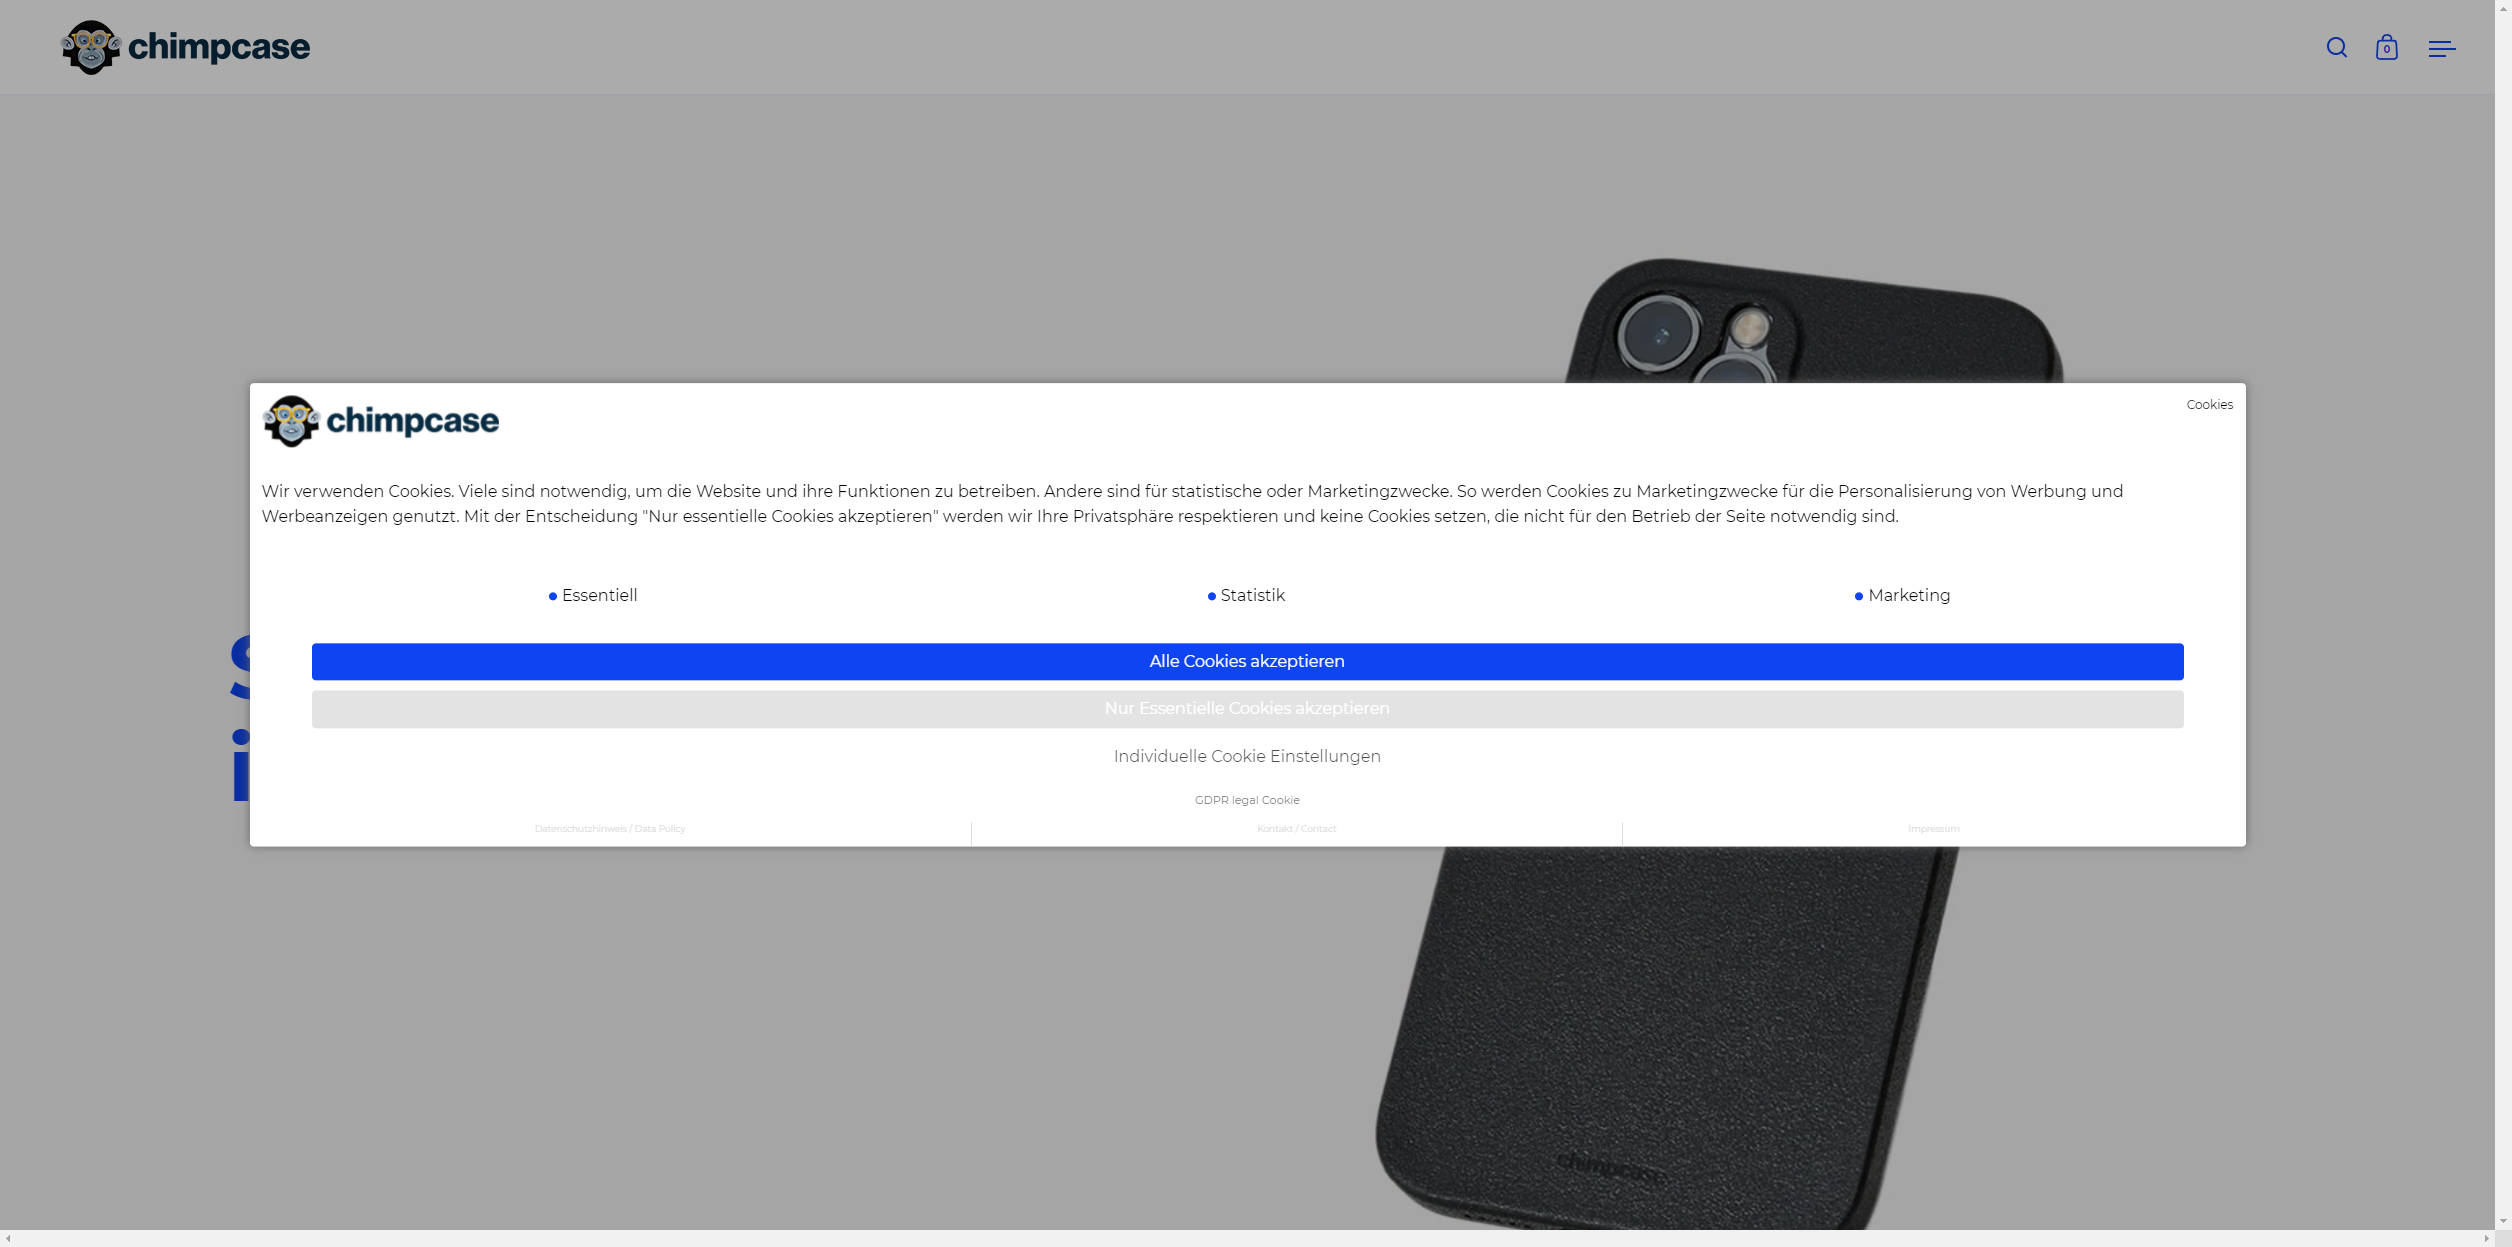 chimpcase
0
chimpcase
Cookies
Wir verwenden Cookies. Viele sind notwendig, um die Website und ihre Funktionen zu betreiben. Andere sind für statistische oder Marketingzwecke. So werden Cookies zu Marketingzwecke für die Personalisierung von Werbung und
Werbeanzeigen genutzt. Mit der Entscheidung "Nur essentielle Cookies akzeptieren" werden wir Ihre Privatsphäre respektieren und keine Cookies setzen, die nicht für den Betrieb der Seite notwendig sind.
Essentiell
Statistik
Marketing
Alle Cookies akzeptieren
Nur Essentielle Cookies akzeptieren
Individuelle Cookie Einstellungen
GDPR legal Cookie
Datenschutzhinweis / Data Policy
Kontakt / Contact
Impressum
chimpcase